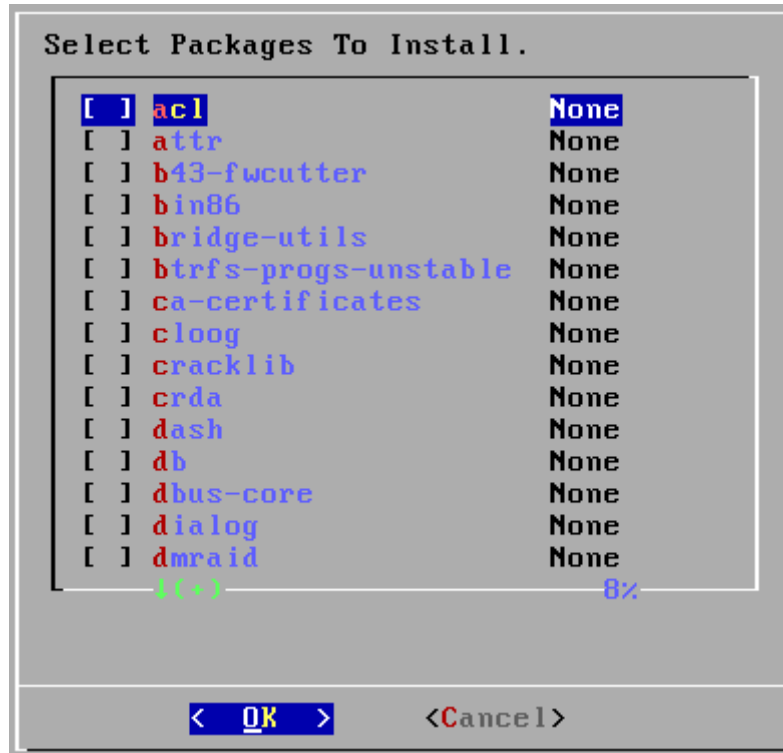 Select Packages To Install.
[ ] acl None
[ ] attr None
[ ] b43-fwcutter None
[ ] bin86 None
[ ] bridge-utils None
[ ] btrfs-progs-unstable None
[ ] ca-certificates None
[ ] cloog None
[ ] cracklib None
[ ] crda None
[ ] dash None
[ ] db None
[ ] dbus-core None
[ ] dialog None
[ ] dmraid None
↓(+) 8%
< OK > <Cancel>